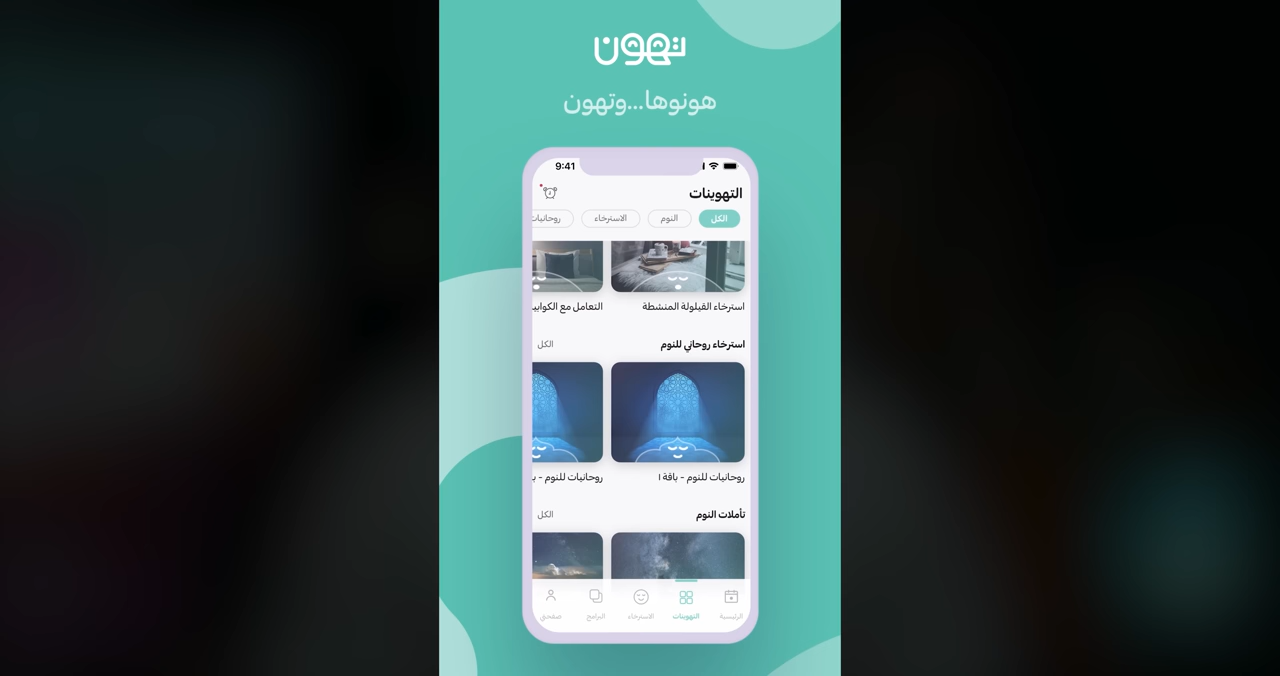 تهون
هونوها...وتهون
9:41
التهوينات
الكل
النوم
الاسترخاء
روحانيات
استرخاء القيلولة المنشطة
التعامل مع الكوابي
استرخاء روحاني للنوم
الكل
روحانيات للنوم - باقة ١
روحانيات للنوم - ب
تأملات النوم
الكل
الرئيسية
التهوينات
الاسترخاء
البرامج
صفحتي